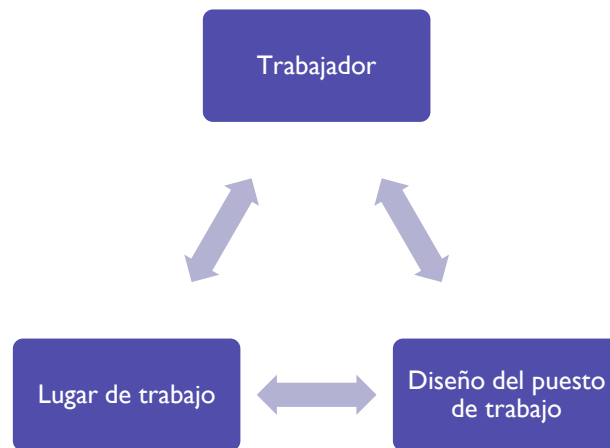 Trabajador
Lugar de trabajo
Diseño del puesto
de trabajo